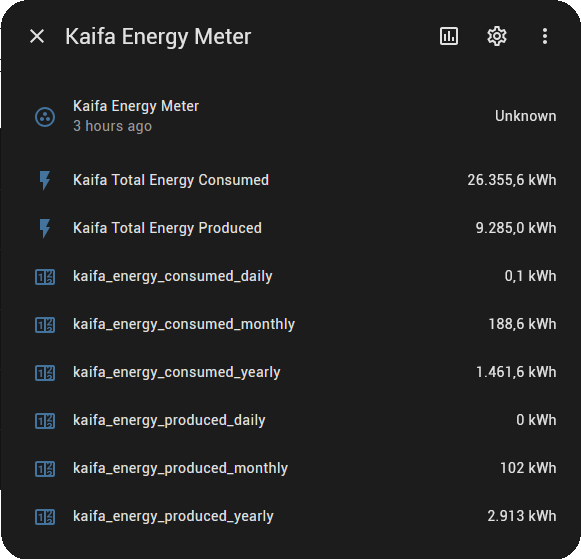 Kaifa Energy Meter
Kaifa Energy Meter
3 hours ago
Unknown
Kaifa Total Energy Consumed 26.355,6 kWh
Kaifa Total Energy Produced 9.285,0 kWh
kaifa_energy_consumed_daily 0,1 kWh
kaifa_energy_consumed_monthly 188,6 kWh
kaifa_energy_consumed_yearly 1.461,6 kWh
kaifa_energy_produced_daily 0 kWh
kaifa_energy_produced_monthly 102 kWh
kaifa_energy_produced_yearly 2.913 kWh